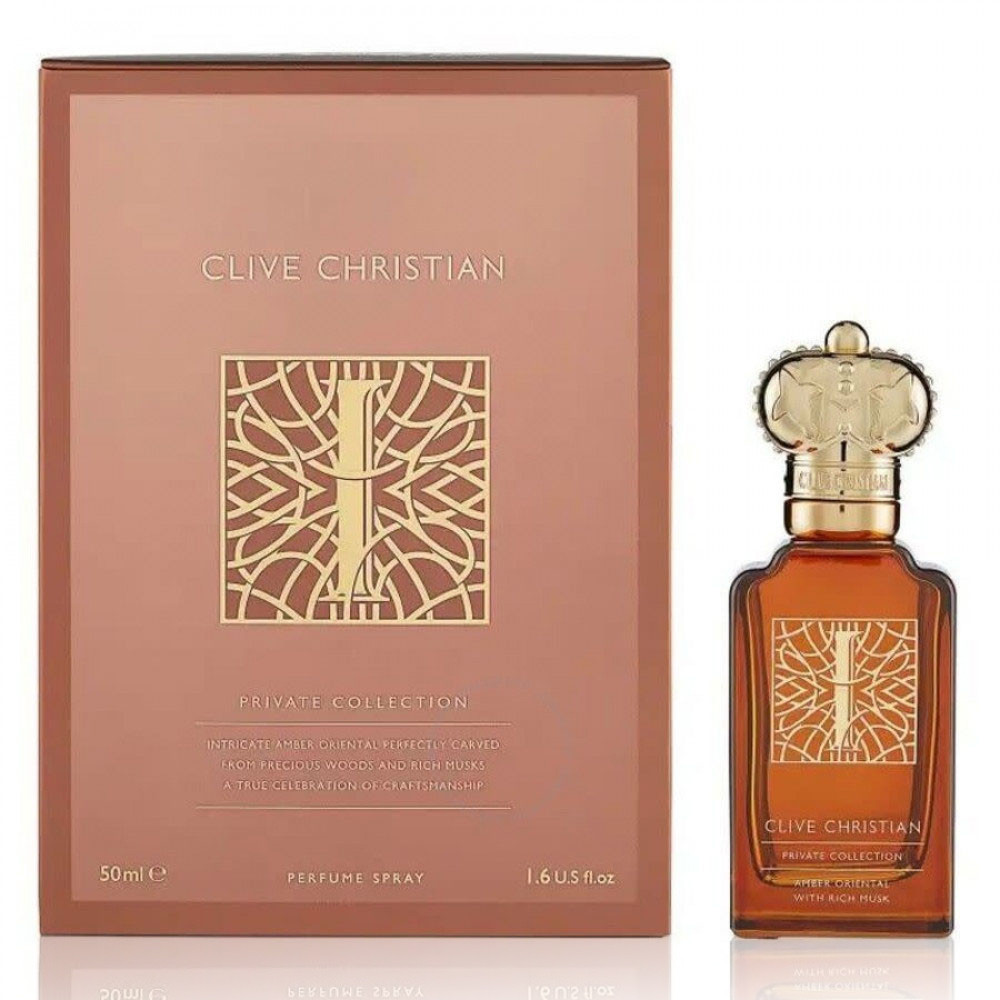 CLIVE CHRISTIAN
I
PRIVATE COLLECTION
INTRICATE AMBER ORIENTAL PERFECTLY CARVED
FROM PRECIOUS WOODS AND RICH MUSKS
A TRUE CELEBRATION OF CRAFTSMANSHIP
50ml ℮
PERFUME SPRAY
1.6 U.S fl.oz
CLIVE CHRISTIAN
I
CLIVE CHRISTIAN
PRIVATE COLLECTION
AMBER ORIENTAL
WITH RICH MUSK